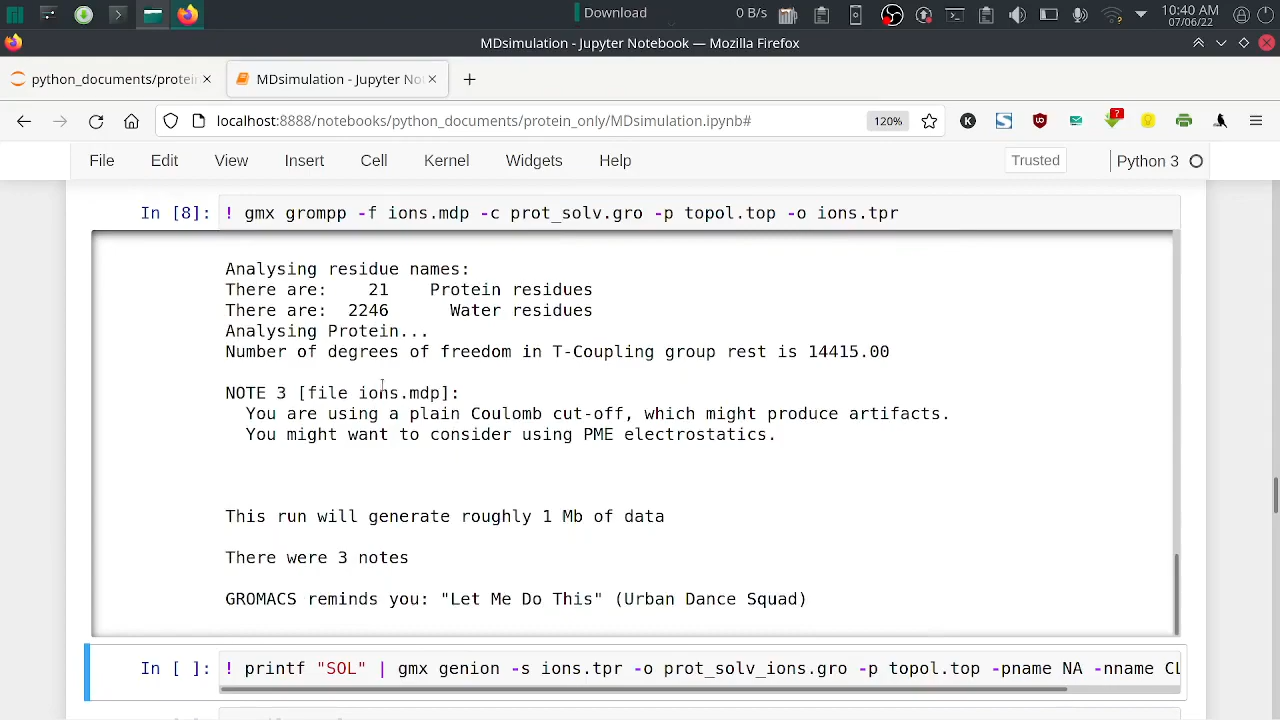 Download
0 B/s
10:40 AM
07/06/22
MDsimulation - Jupyter Notebook — Mozilla Firefox
python_documents/protein
MDsimulation - Jupyter No
localhost:8888/notebooks/python_documents/protein_only/MDsimulation.ipynb#
120%
File Edit View Insert Cell Kernel Widgets Help
Trusted
Python 3
In [8]: ! gmx grompp -f ions.mdp -c prot_solv.gro -p topol.top -o ions.tpr
Analysing residue names:
There are: 21 Protein residues
There are: 2246 Water residues
Analysing Protein...
Number of degrees of freedom in T-Coupling group rest is 14415.00
NOTE 3 [file ions.mdp]:
You are using a plain Coulomb cut-off, which might produce artifacts.
You might want to consider using PME electrostatics.
This run will generate roughly 1 Mb of data
There were 3 notes
GROMACS reminds you: "Let Me Do This" (Urban Dance Squad)
In [ ]: ! printf "SOL" | gmx genion -s ions.tpr -o prot_solv_ions.gro -p topol.top -pname NA -nname CL